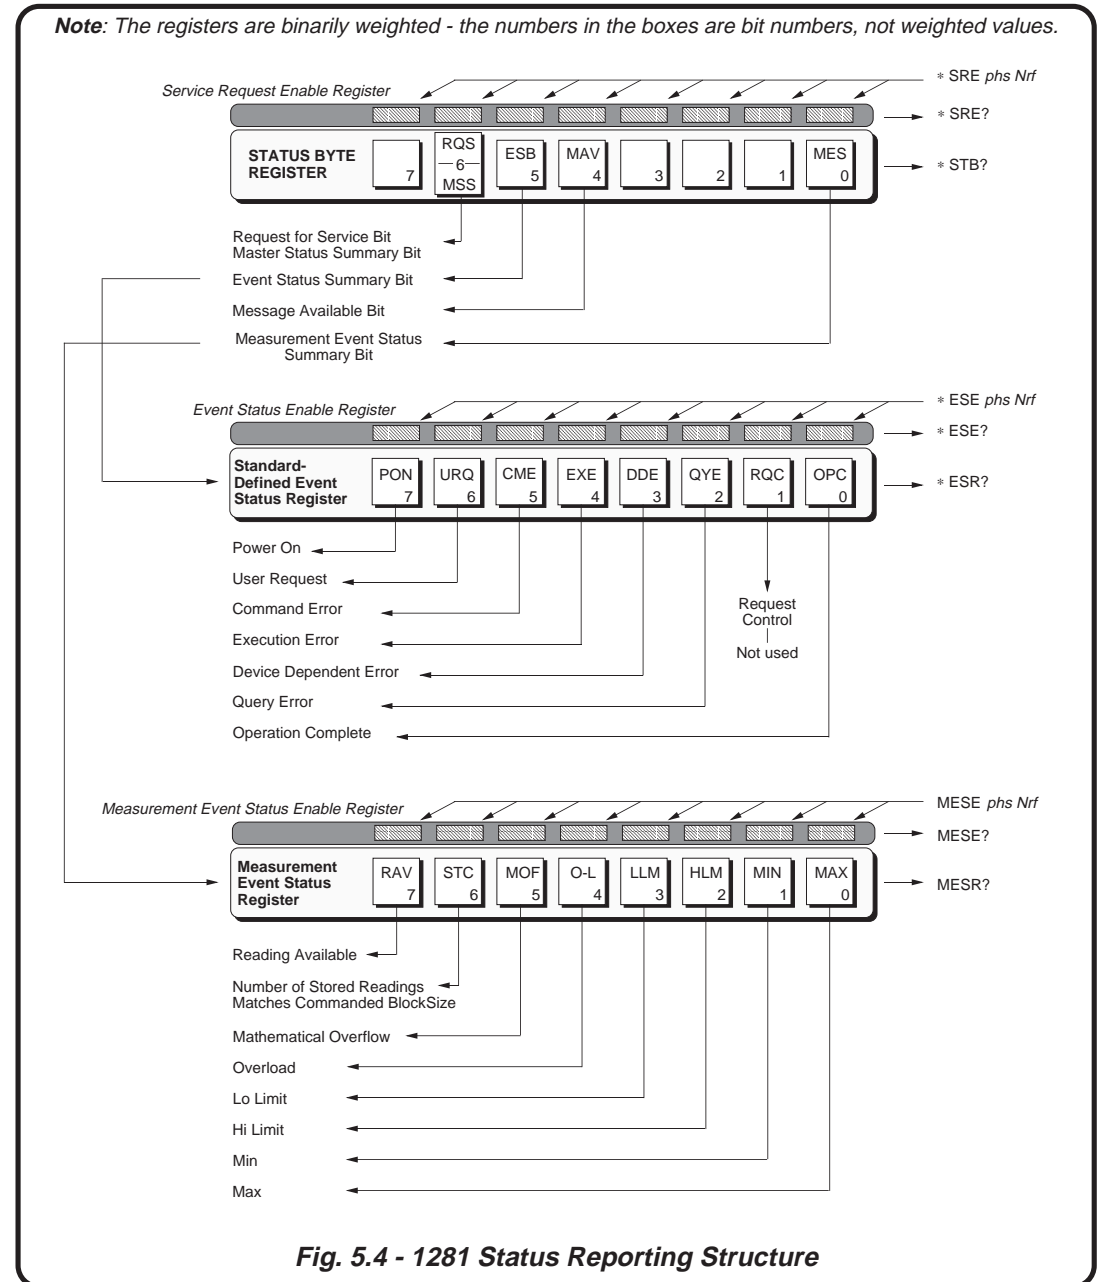 Note: The registers are binarily weighted - the numbers in the boxes are bit numbers, not weighted values.
Service Request Enable Register
∗ SRE phs Nrf
∗ SRE?
STATUS BYTE
REGISTER
7
RQS
6
MSS
ESB
5
MAV
4
3
2
1
MES
0
∗ STB?
Request for Service Bit
Master Status Summary Bit
Event Status Summary Bit
Message Available Bit
Measurement Event Status
Summary Bit
Event Status Enable Register
∗ ESE phs Nrf
∗ ESE?
Standard-
Defined Event
Status Register
PON
7
URQ
6
CME
5
EXE
4
DDE
3
QYE
2
RQC
1
OPC
0
∗ ESR?
Power On
User Request
Command Error
Execution Error
Device Dependent Error
Query Error
Operation Complete
Request
Control
Not used
Measurement Event Status Enable Register
MESE phs Nrf
MESE?
Measurement
Event Status
Register
RAV
7
STC
6
MOF
5
O-L
4
LLM
3
HLM
2
MIN
1
MAX
0
MESR?
Reading Available
Number of Stored Readings
Matches Commanded BlockSize
Mathematical Overflow
Overload
Lo Limit
Hi Limit
Min
Max
Fig. 5.4 - 1281 Status Reporting Structure